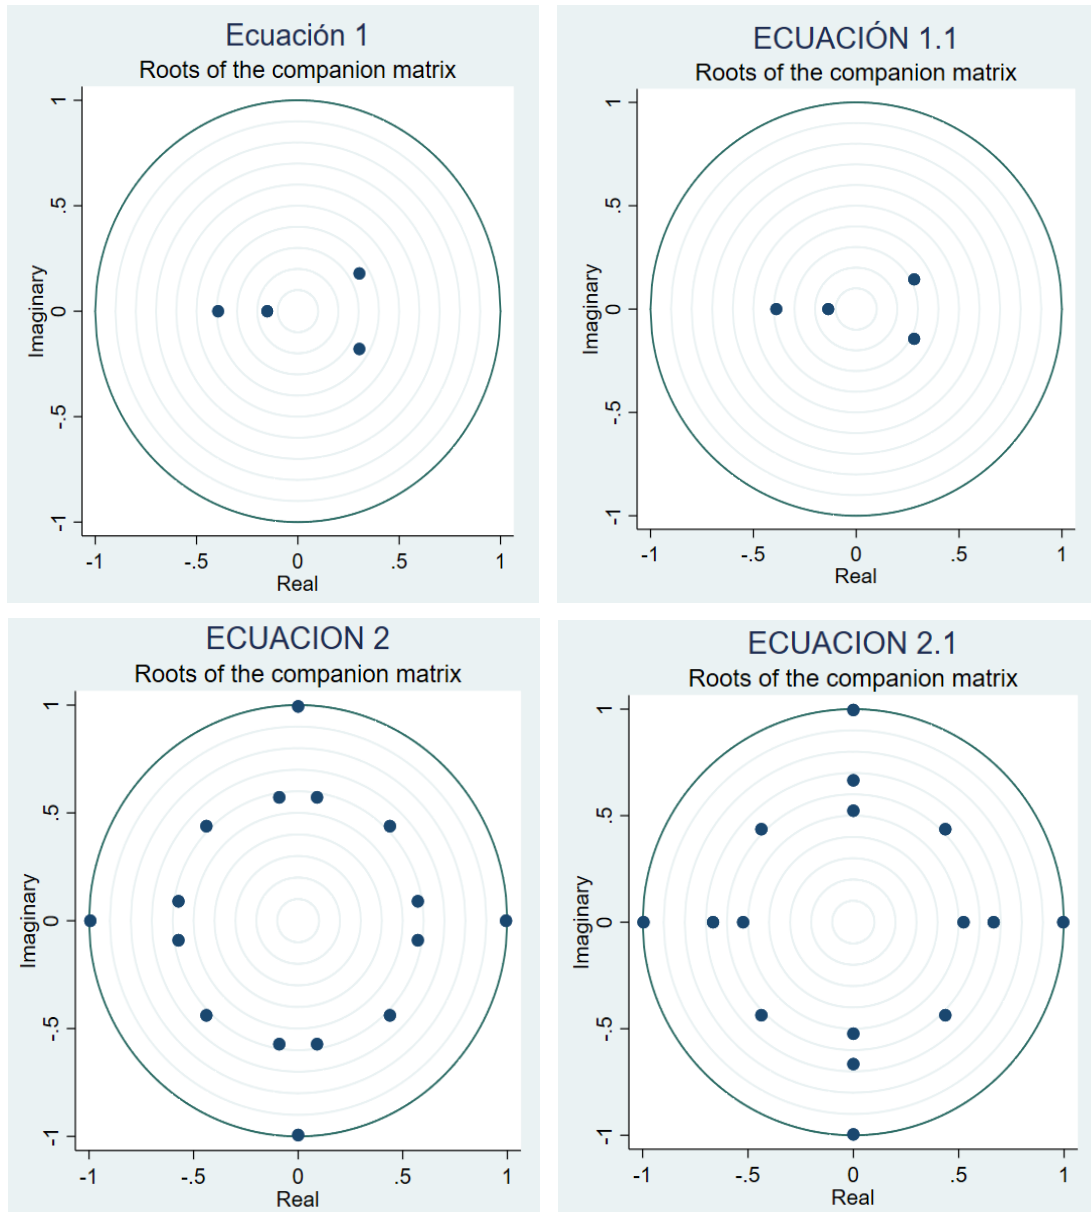 Ecuación 1
Roots of the companion matrix
Imaginary
1
.5
0
-.5
-1
-1
-.5
0
.5
1
Real
ECUACIÓN 1.1
Roots of the companion matrix
Imaginary
1
.5
0
-.5
-1
-1
-.5
0
.5
1
Real
ECUACION 2
Roots of the companion matrix
Imaginary
1
.5
0
-.5
-1
-1
-.5
0
.5
1
Real
ECUACION 2.1
Roots of the companion matrix
Imaginary
1
.5
0
-.5
-1
-1
-.5
0
.5
1
Real